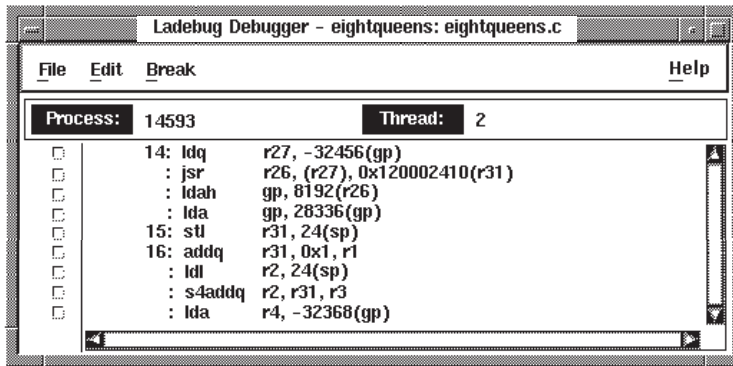 Ladebug Debugger - eightqueens: eightqueens.c
File Edit Break Help
Process: 14593 Thread: 2
14: ldq r27, -32456(gp)
: jsr r26, (r27), 0x120002410(r31)
: ldah gp, 8192(r26)
: lda gp, 28336(gp)
15: stl r31, 24(sp)
16: addq r31, 0x1, r1
: ldl r2, 24(sp)
: s4addq r2, r31, r3
: lda r4, -32368(gp)